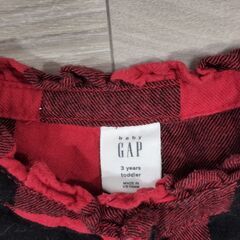 baby
GAP
3 years
toddler
MADE IN
VIETNAM